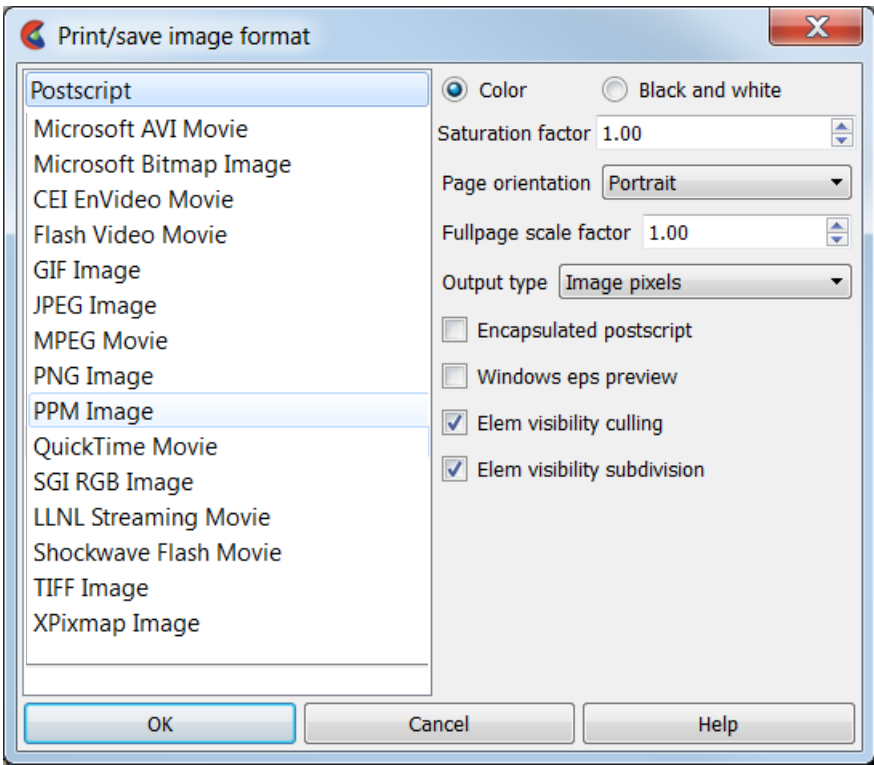 Print/save image format
Postscript
Microsoft AVI Movie
Microsoft Bitmap Image
CEI EnVideo Movie
Flash Video Movie
GIF Image
JPEG Image
MPEG Movie
PNG Image
PPM Image
QuickTime Movie
SGI RGB Image
LLNL Streaming Movie
Shockwave Flash Movie
TIFF Image
XPixmap Image
Color Black and white
Saturation factor 1.00
Page orientation Portrait
Fullpage scale factor 1.00
Output type Image pixels
Encapsulated postscript
Windows eps preview
Elem visibility culling
Elem visibility subdivision
OK Cancel Help